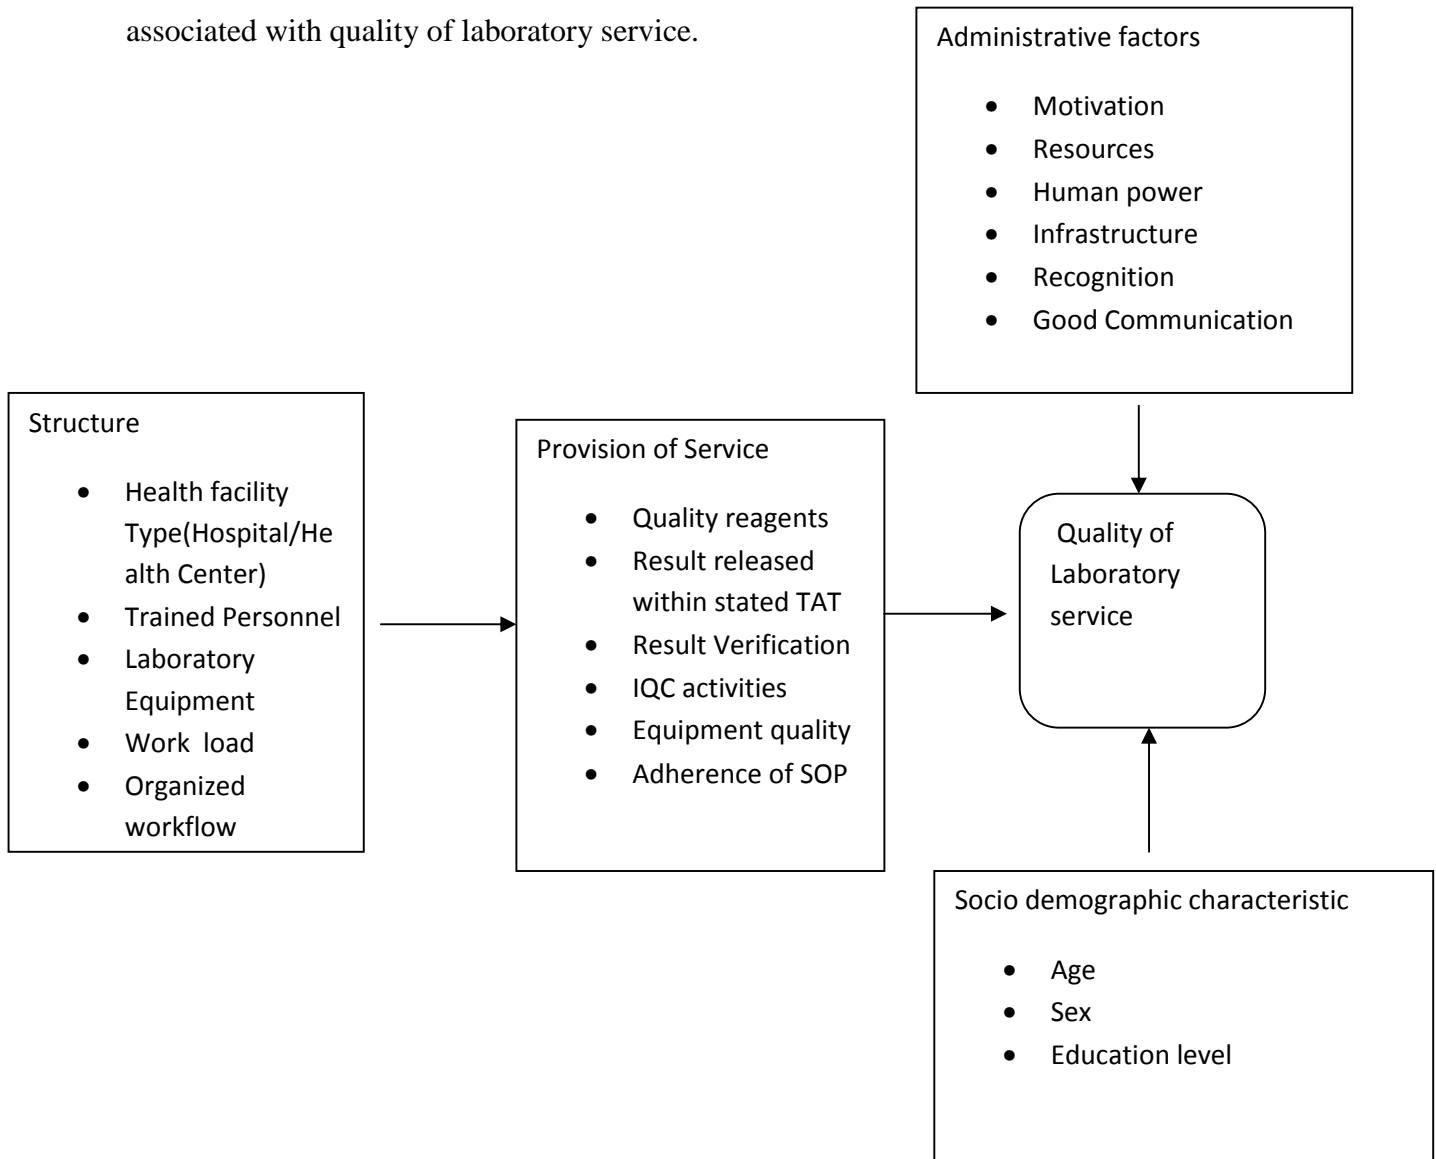 associated with quality of laboratory service.
Administrative factors
• Motivation
• Resources
• Human power
• Infrastructure
• Recognition
• Good Communication
Structure
• Health facility
Type(Hospital/He
alth Center)
• Trained Personnel
• Laboratory
Equipment
• Work load
• Organized
workflow
Provision of Service
• Quality reagents
• Result released
within stated TAT
• Result Verification
• IQC activities
• Equipment quality
• Adherence of SOP
Quality of
Laboratory
service
Socio demographic characteristic
• Age
• Sex
• Education level